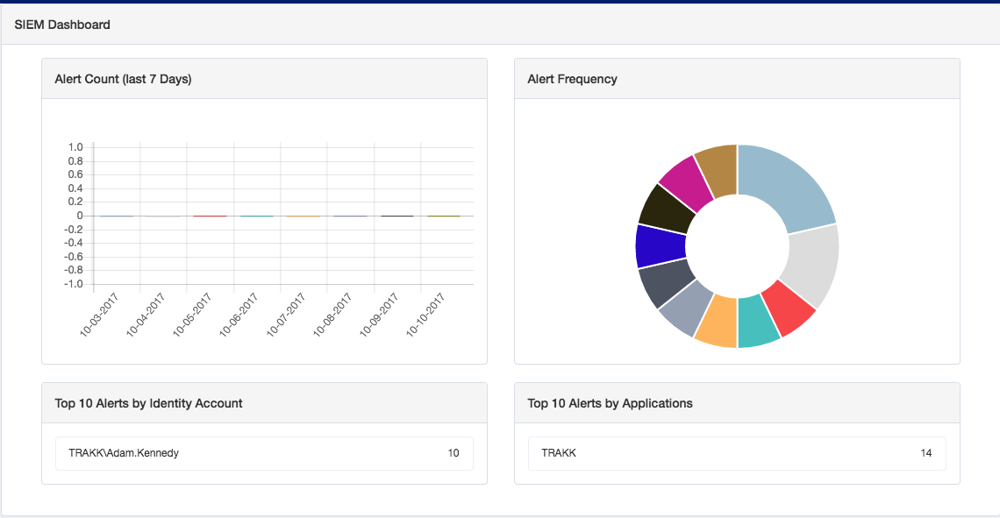 SIEM Dashboard
Alert Count (last 7 Days)
1.0
0.8
0.6
0.4
0.2
0
-0.2
-0.4
-0.6
-0.8
-1.0
10-03-2017
10-04-2017
10-05-2017
10-06-2017
10-07-2017
10-08-2017
10-09-2017
10-10-2017
Alert Frequency
Top 10 Alerts by Identity Account
TRAKK\Adam.Kennedy 10
Top 10 Alerts by Applications
TRAKK 14